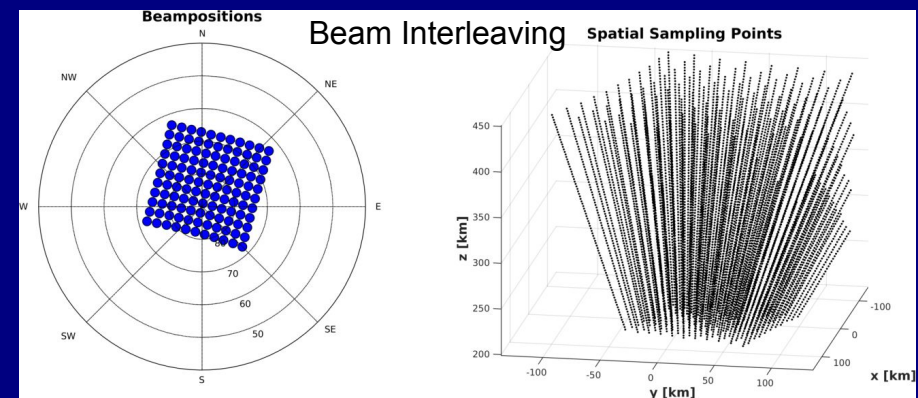 Beampositions
Beam Interleaving
Spatial Sampling Points
N
NW
NE
W
E
80
70
60
50
SW
SE
S
450
400
350
300
250
200
z [km]
-100
-50
0
50
100
y [km]
-100
0
100
x [km]